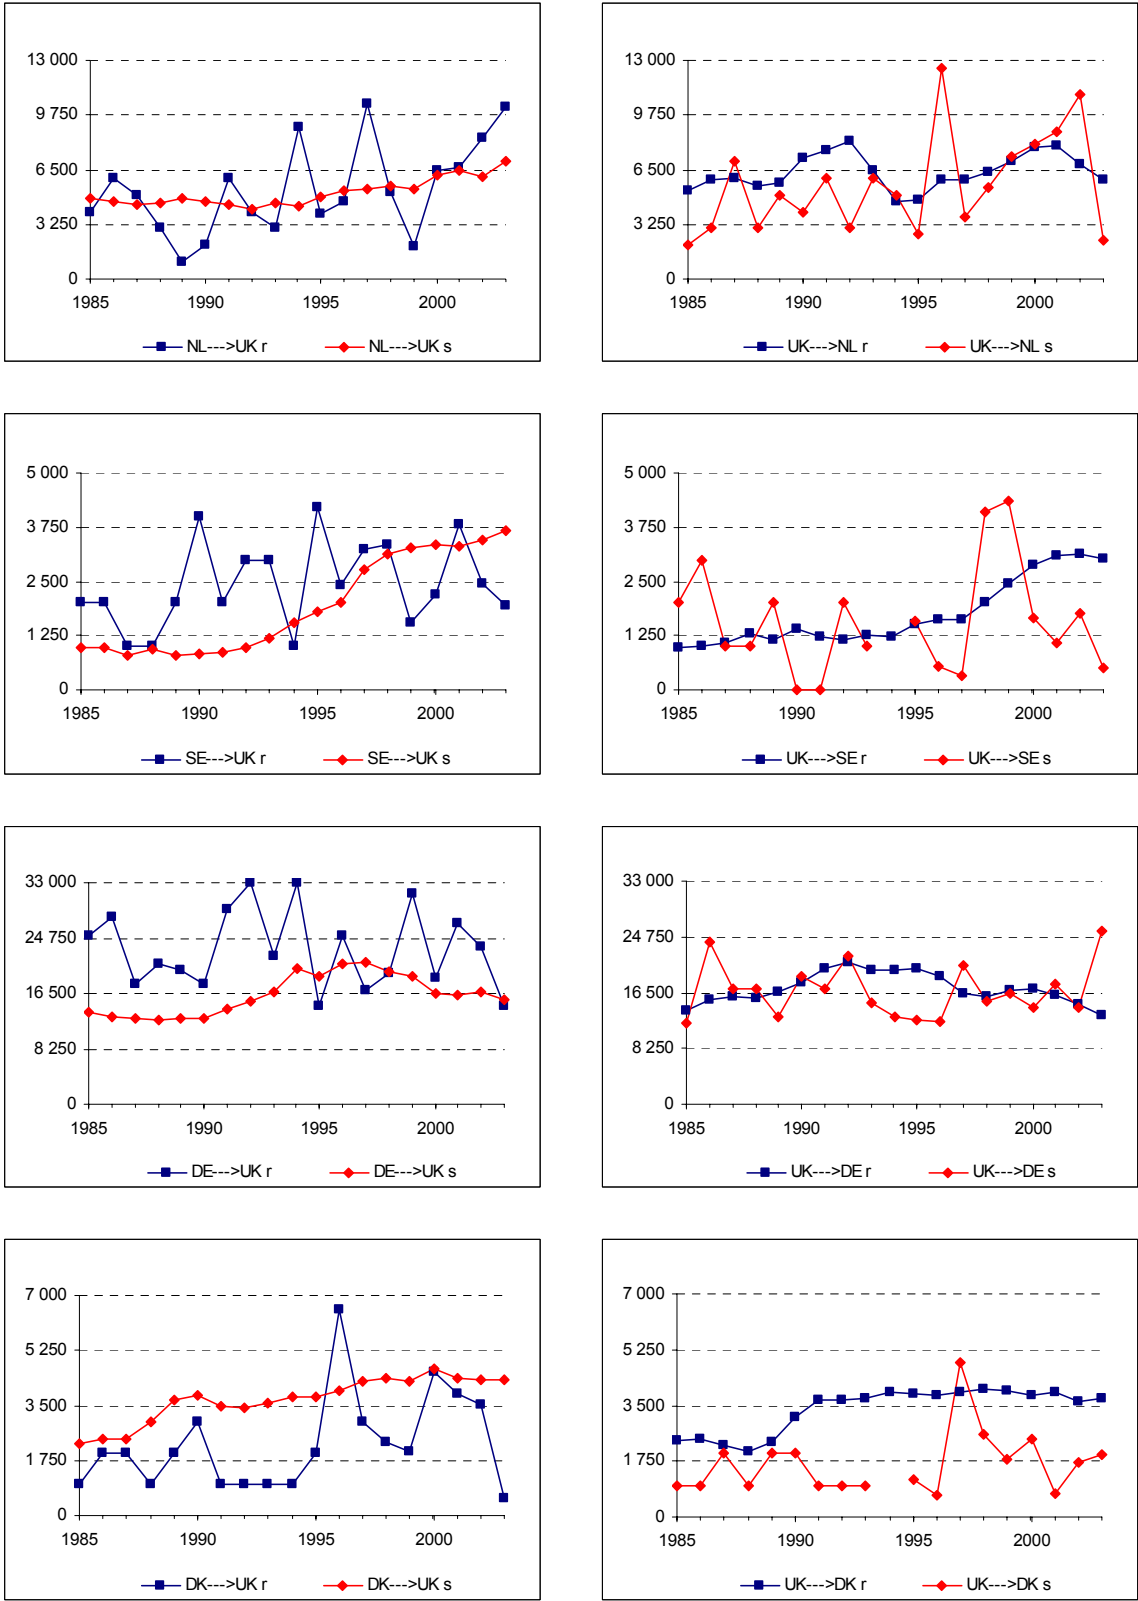 13 000
9 750
6 500
3 250
0
1985 1990 1995 2000
NL--->UK r NL--->UK s
13 000
9 750
6 500
3 250
0
1985 1990 1995 2000
UK--->NL r UK--->NL s
5 000
3 750
2 500
1 250
0
1985 1990 1995 2000
SE--->UK r SE--->UK s
5 000
3 750
2 500
1 250
0
1985 1990 1995 2000
UK--->SE r UK--->SE s
33 000
24 750
16 500
8 250
0
1985 1990 1995 2000
DE--->UK r DE--->UK s
33 000
24 750
16 500
8 250
0
1985 1990 1995 2000
UK--->DE r UK--->DE s
7 000
5 250
3 500
1 750
0
1985 1990 1995 2000
DK--->UK r DK--->UK s
7 000
5 250
3 500
1 750
0
1985 1990 1995 2000
UK--->DK r UK--->DK s